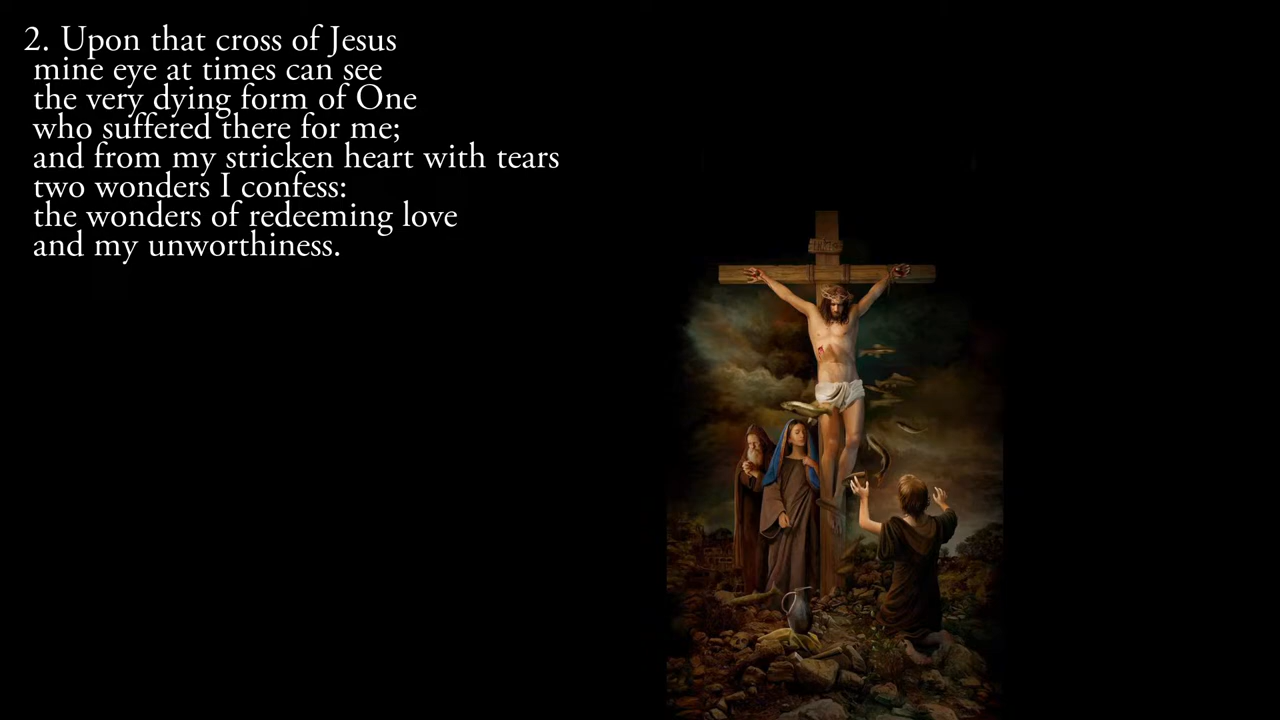 2. Upon that cross of Jesus
mine eye at times can see
the very dying form of One
who suffered there for me;
and from my stricken heart with tears
two wonders I confess:
the wonders of redeeming love
and my unworthiness.